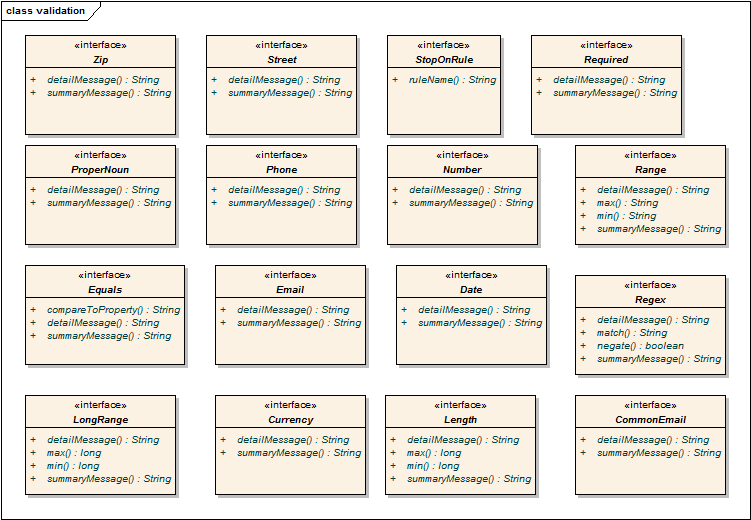 class validation
«interface»
Zip
+ detailMessage() : String
+ summaryMessage() : String
«interface»
Street
+ detailMessage() : String
+ summaryMessage() : String
«interface»
StopOnRule
+ ruleName() : String
«interface»
Required
+ detailMessage() : String
+ summaryMessage() : String
«interface»
ProperNoun
+ detailMessage() : String
+ summaryMessage() : String
«interface»
Phone
+ detailMessage() : String
+ summaryMessage() : String
«interface»
Number
+ detailMessage() : String
+ summaryMessage() : String
«interface»
Range
+ detailMessage() : String
+ max() : String
+ min() : String
+ summaryMessage() : String
«interface»
Equals
+ compareToProperty() : String
+ detailMessage() : String
+ summaryMessage() : String
«interface»
Email
+ detailMessage() : String
+ summaryMessage() : String
«interface»
Date
+ detailMessage() : String
+ summaryMessage() : String
«interface»
Regex
+ detailMessage() : String
+ match() : String
+ negate() : boolean
+ summaryMessage() : String
«interface»
LongRange
+ detailMessage() : String
+ max() : long
+ min() : long
+ summaryMessage() : String
«interface»
Currency
+ detailMessage() : String
+ summaryMessage() : String
«interface»
Length
+ detailMessage() : String
+ max() : long
+ min() : long
+ summaryMessage() : String
«interface»
CommonEmail
+ detailMessage() : String
+ summaryMessage() : String